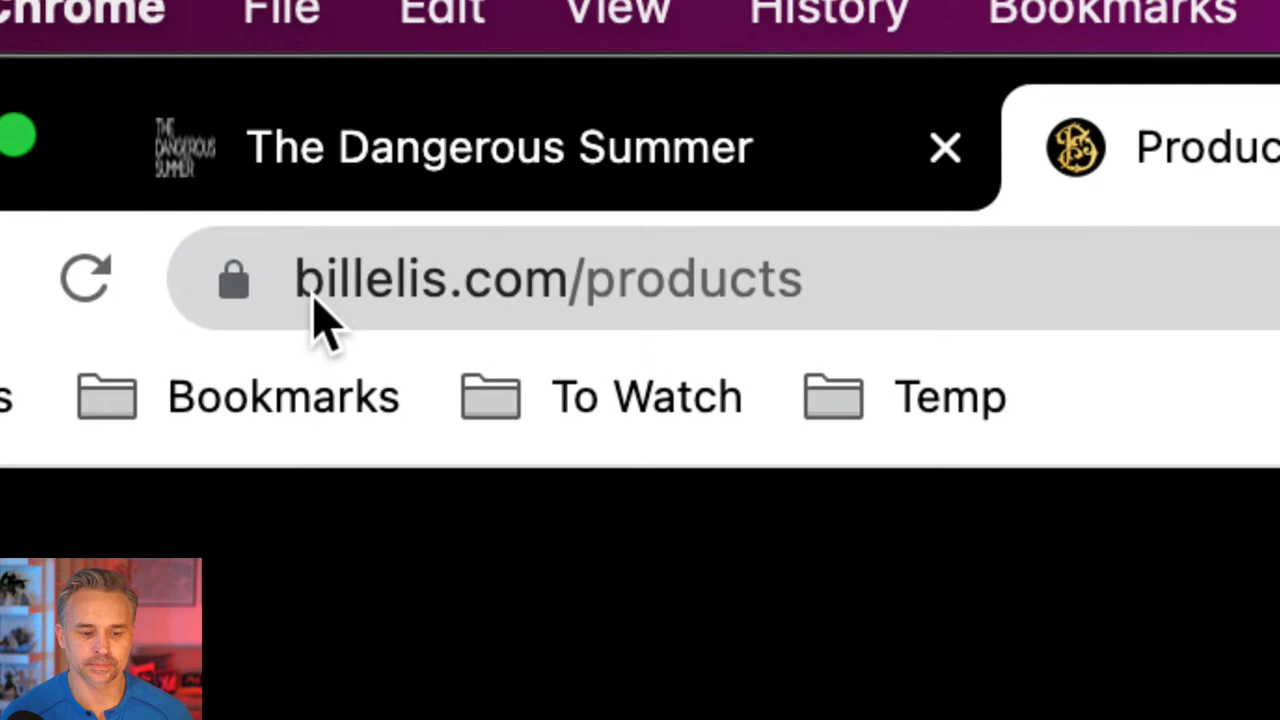 Chrome File Edit View History Bookmarks
THE DANGEROUS SUMMER The Dangerous Summer Produc
billelis.com/products
s Bookmarks To Watch Temp